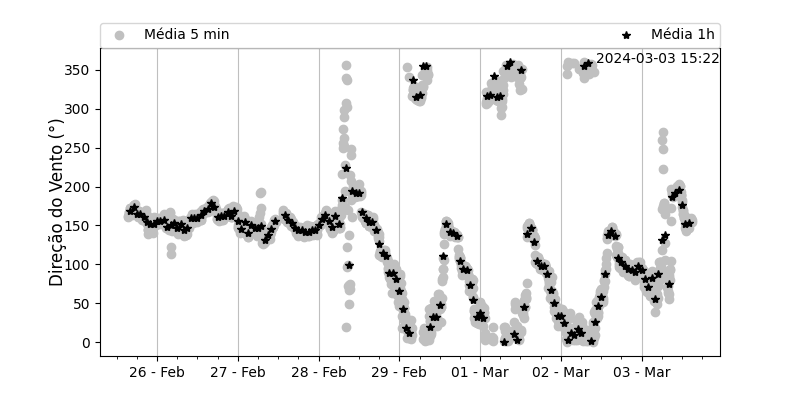 Média 5 min
Média 1h
2024-03-03 15:22
Direção do Vento (°)
350
300
250
200
150
100
50
0
26 - Feb
27 - Feb
28 - Feb
29 - Feb
01 - Mar
02 - Mar
03 - Mar